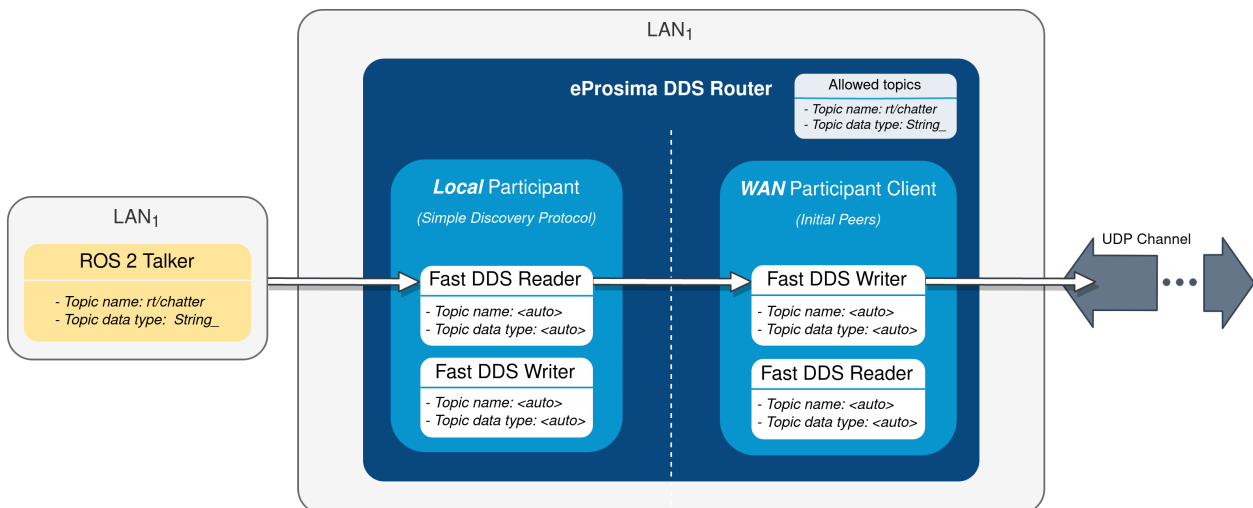 LAN1
eProsima DDS Router
Allowed topics
- Topic name: rt/chatter
- Topic data type: String_
LAN1
ROS 2 Talker
- Topic name: rt/chatter
- Topic data type: String_
Local Participant
(Simple Discovery Protocol)
Fast DDS Reader
- Topic name: <auto>
- Topic data type: <auto>
Fast DDS Writer
- Topic name: <auto>
- Topic data type: <auto>
WAN Participant Client
(Initial Peers)
Fast DDS Writer
- Topic name: <auto>
- Topic data type: <auto>
Fast DDS Reader
- Topic name: <auto>
- Topic data type: <auto>
UDP Channel